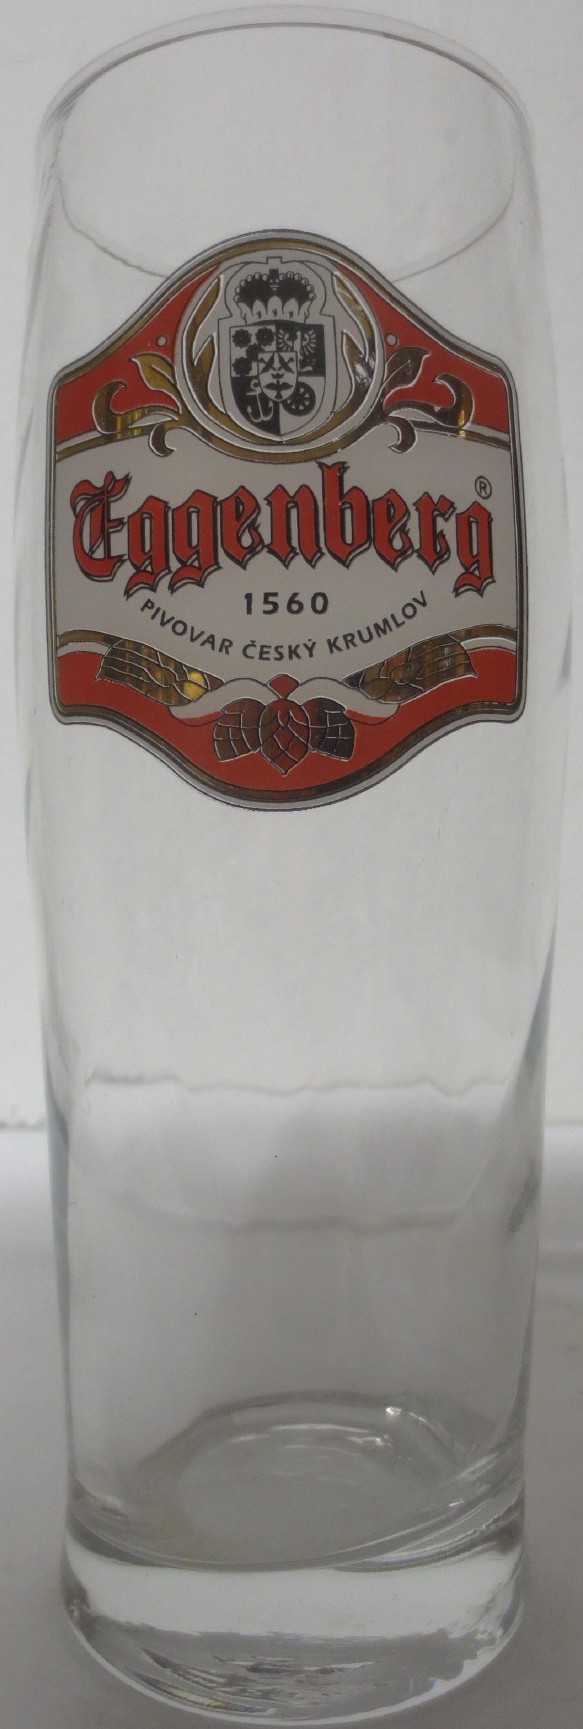 Eggenberg ®
1560
PIVOVAR ČESKÝ KRUMLOV